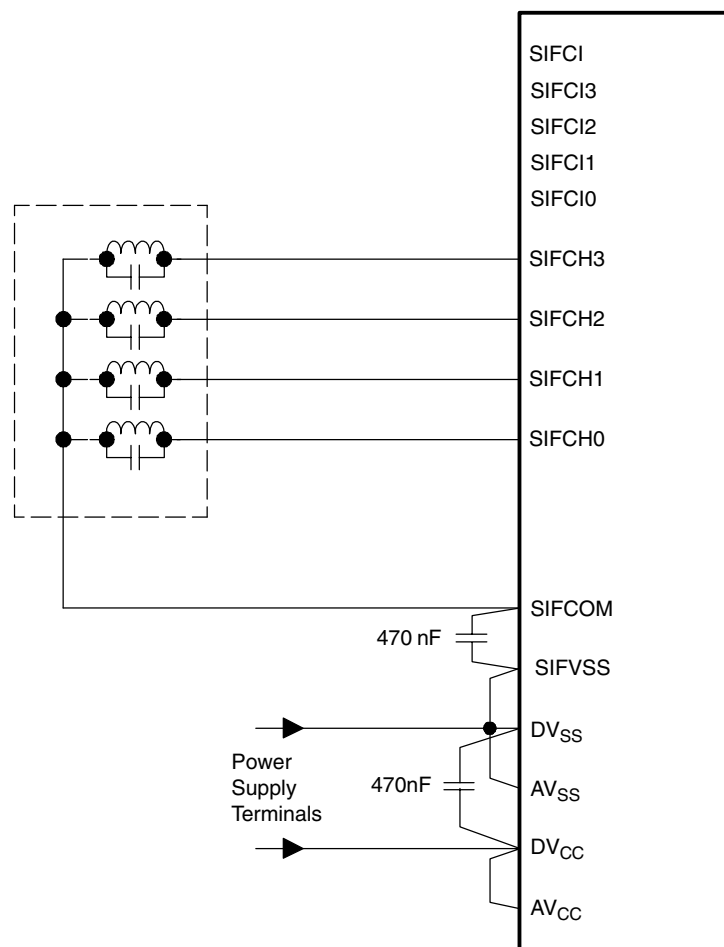 SIFCI
SIFCI3
SIFCI2
SIFCI1
SIFCI0
SIFCH3
SIFCH2
SIFCH1
SIFCH0
SIFCOM
470 nF
SIFVSS
DVSS
Power
Supply
Terminals
470nF
AVSS
DVCC
AVCC